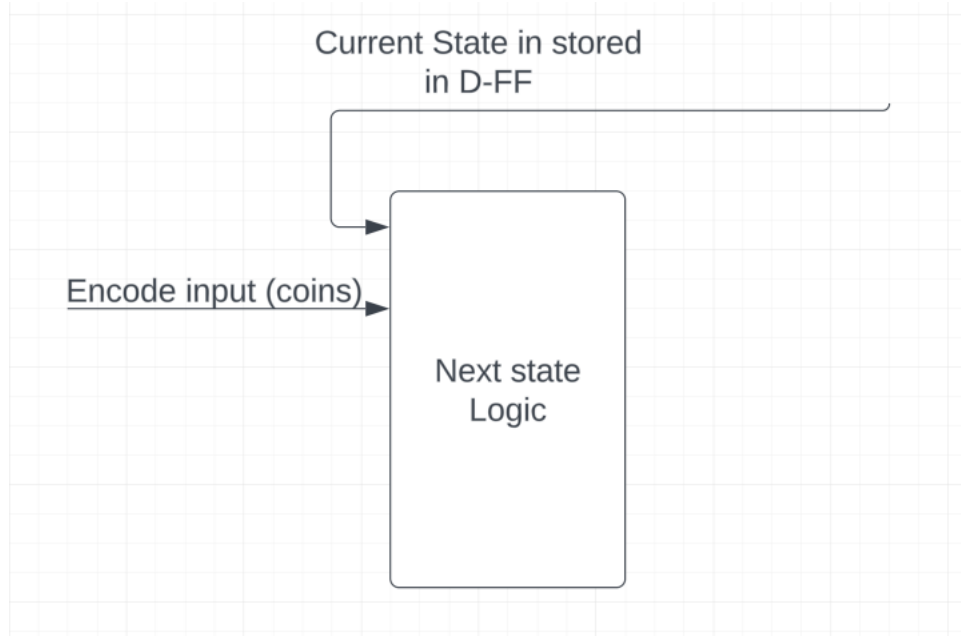 Current State in stored
in D-FF
Encode input (coins)
Next state
Logic